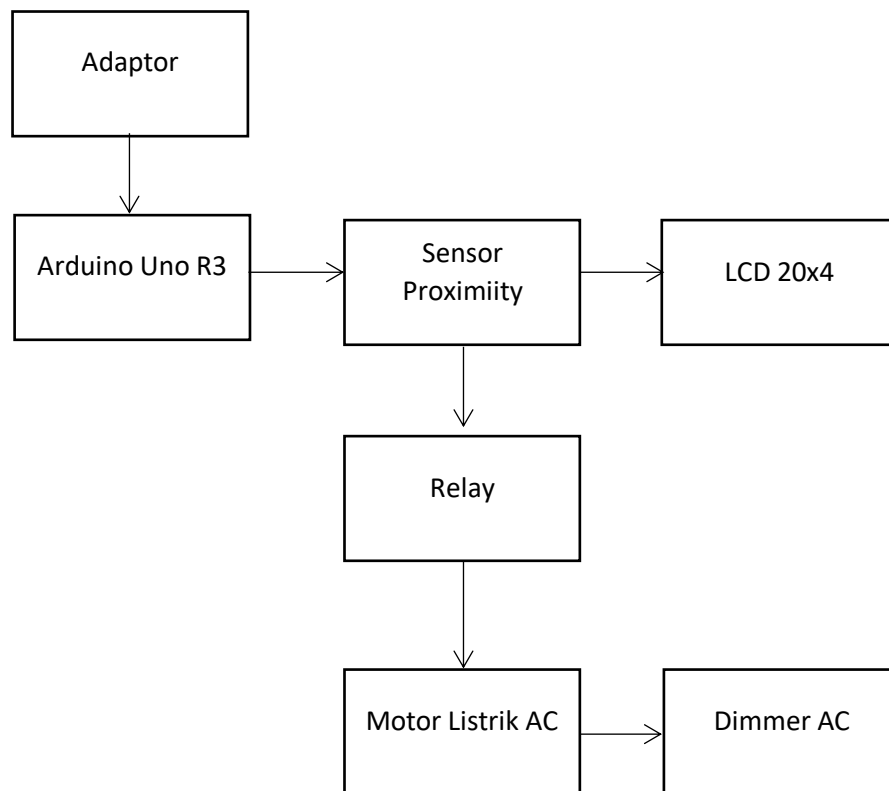 Adaptor
Arduino Uno R3
Sensor
Proximiity
LCD 20x4
Relay
Motor Listrik AC
Dimmer AC